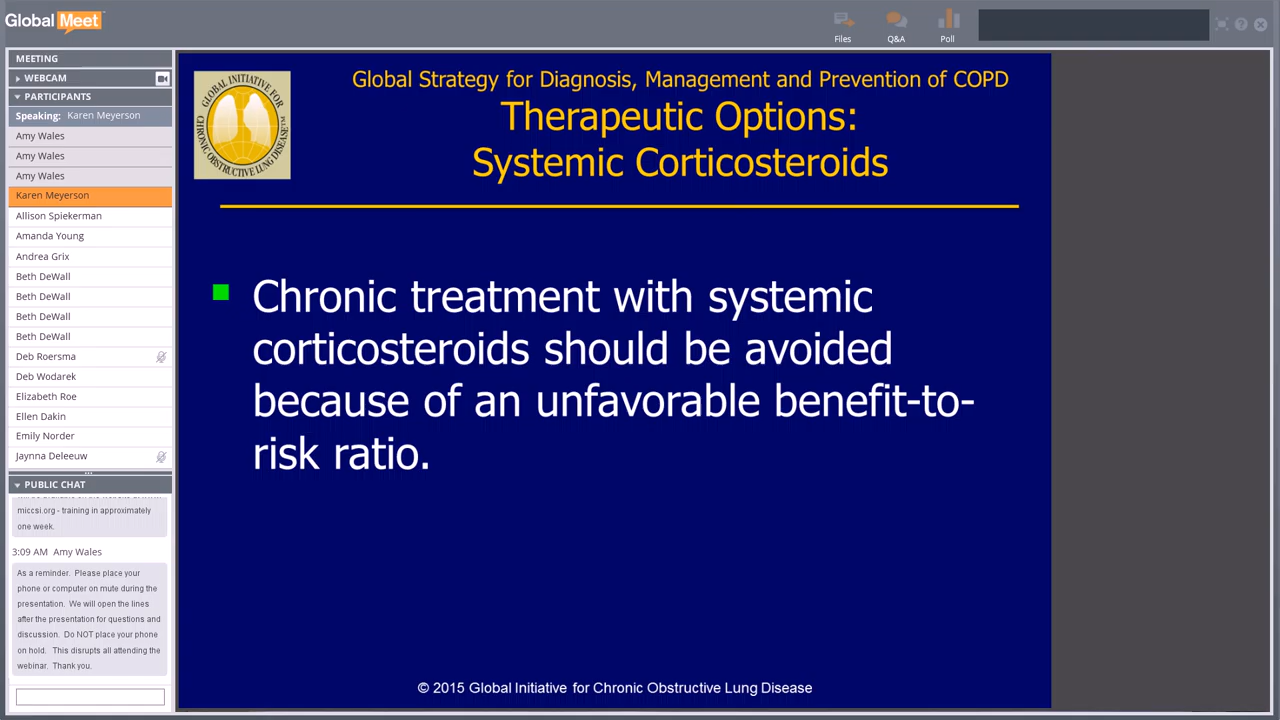 Global Meet
Files
Q&A
Poll
MEETING
WEBCAM
PARTICIPANTS
Speaking: Karen Meyerson
Amy Wales
Amy Wales
Amy Wales
Karen Meyerson
Allison Spiekerman
Amanda Young
Andrea Grix
Beth DeWall
Beth DeWall
Beth DeWall
Beth DeWall
Deb Roersma
Deb Wodarek
Elizabeth Roe
Ellen Dakin
Emily Norder
Jaynna Deleeuw
PUBLIC CHAT
miccsi.org - training in approximately
one week.
3:09 AM Amy Wales
As a reminder. Please place your
phone or computer on mute during the
presentation. We will open the lines
after the presentation for questions and
discussion. Do NOT place your phone
on hold. This disrupts all attending the
webinar. Thank you.
GLOBAL INITIATIVE FOR
CHRONIC OBSTRUCTIVE LUNG DISEASE
Global Strategy for Diagnosis, Management and Prevention of COPD
Therapeutic Options:
Systemic Corticosteroids
Chronic treatment with systemic
corticosteroids should be avoided
because of an unfavorable benefit-to-
risk ratio.
© 2015 Global Initiative for Chronic Obstructive Lung Disease